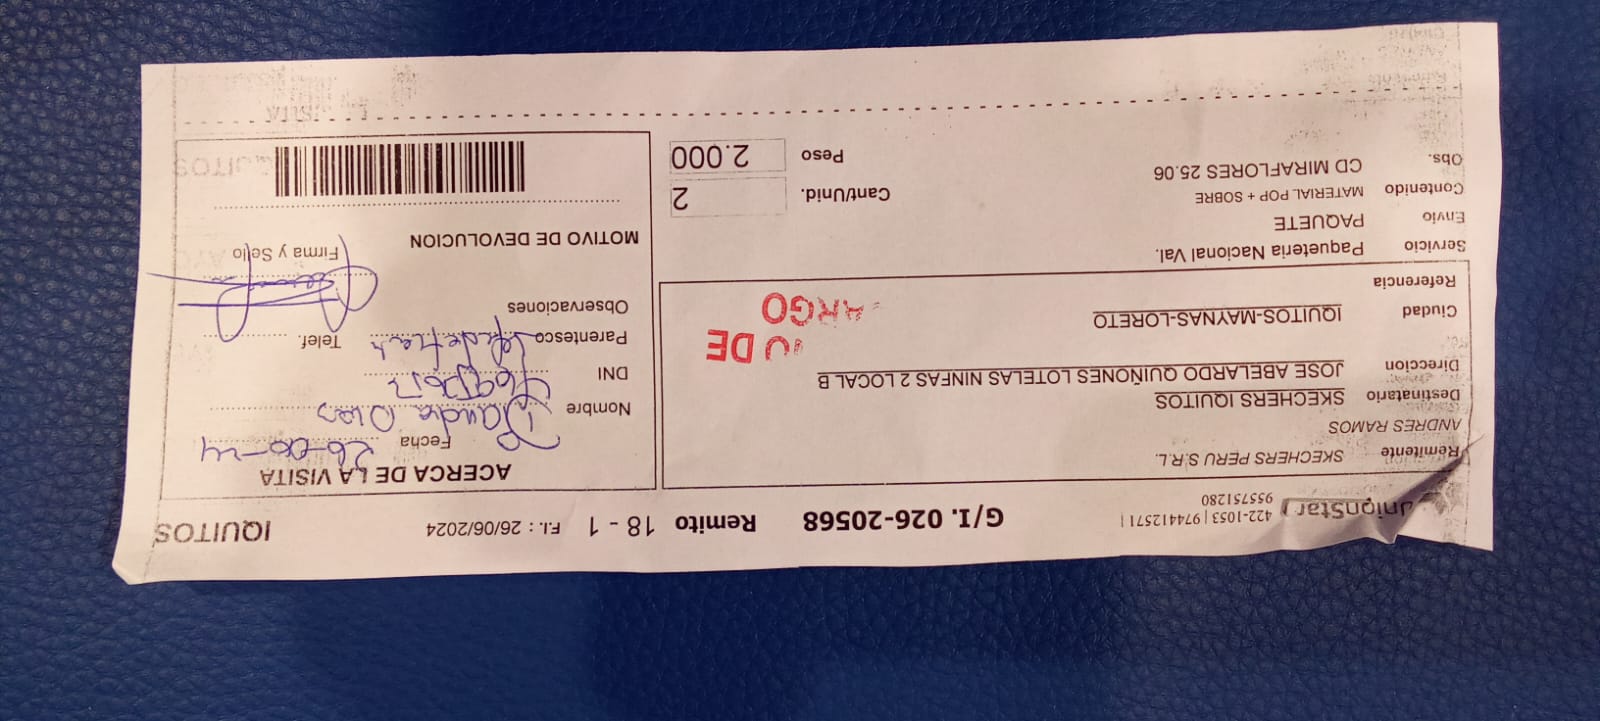 UnionStar
422-1053 | 974412571 |
955751280
G/I. 026-20568
Remito 18 - 1
F.I. : 26/06/2024
IQUITOS
Remitente SKECHERS PERU S.R.L.
ANDRES RAMOS
Destinatario SKECHERS IQUITOS
Direccion JOSE ABELARDO QUIÑONES LOTELAS NINFAS 2 LOCAL B
Ciudad IQUITOS-MAYNAS-LORETO
Referencia
DE
ARGO
Servicio Paqueteria Nacional Val.
Envio PAQUETE
Contenido MATERIAL POP + SOBRE
Obs. CD MIRAFLORES 25.06
Cant/Unid. 2
Peso 2.000
ACERCA DE LA VISITA
Fecha 26-06-24
Nombre
DNI
Parentesco
Telef.
Observaciones
Firma y Sello
MOTIVO DE DEVOLUCION
IQUITOS